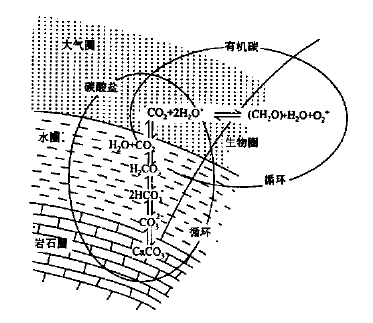 大气圈
有机碳
碳酸盐
CO₂+2H₂O* ⇌ (CH₂O)+H₂O+O₂*
水圈
H₂O+CO₂
生物圈
H₂CO₃
循环
2HCO₃⁻
岩石圈
CO₃²⁻
循环
CaCO₃